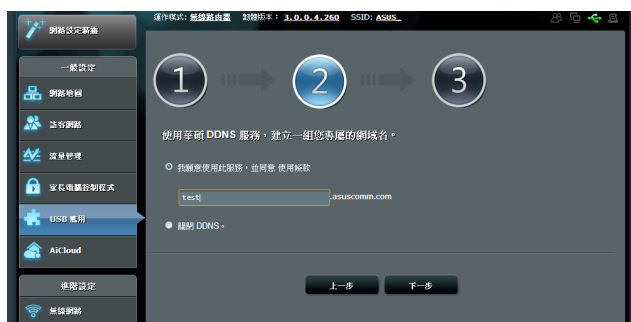 運作模式: 無線路由器 韌體版本: 3.0.0.4.260 SSID: ASUS_
網路設定精靈
一般設定
網路地圖
訪客網路
流量管理
家長電腦控制程式
USB 應用
AiCloud
進階設定
無線網路
1 2 3
使用華碩 DDNS 服務，建立一組您專屬的網域名。
我願意使用此服務，並同意 使用條款
test .asuscomm.com
關閉 DDNS。
上一步 下一步